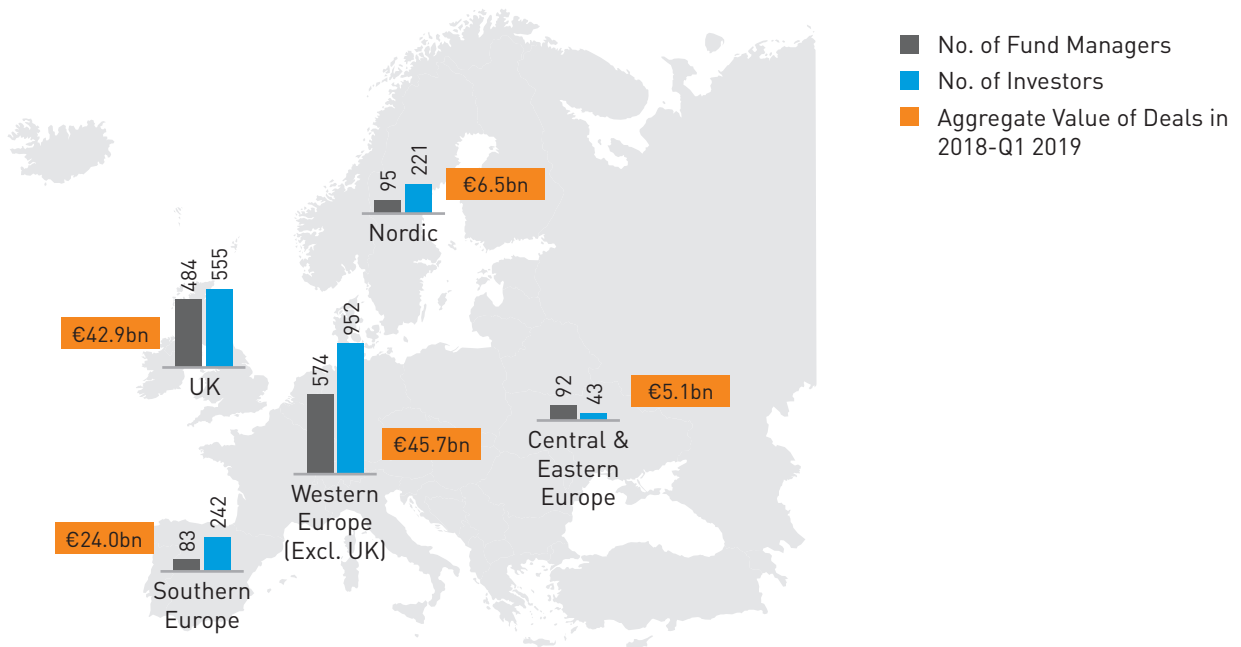 No. of Fund Managers
No. of Investors
Aggregate Value of Deals in
2018-Q1 2019
95
221
€6.5bn
Nordic
484
555
€42.9bn
UK
574
952
€45.7bn
Western
Europe
(Excl. UK)
92
43
€5.1bn
Central &
Eastern
Europe
83
242
€24.0bn
Southern
Europe